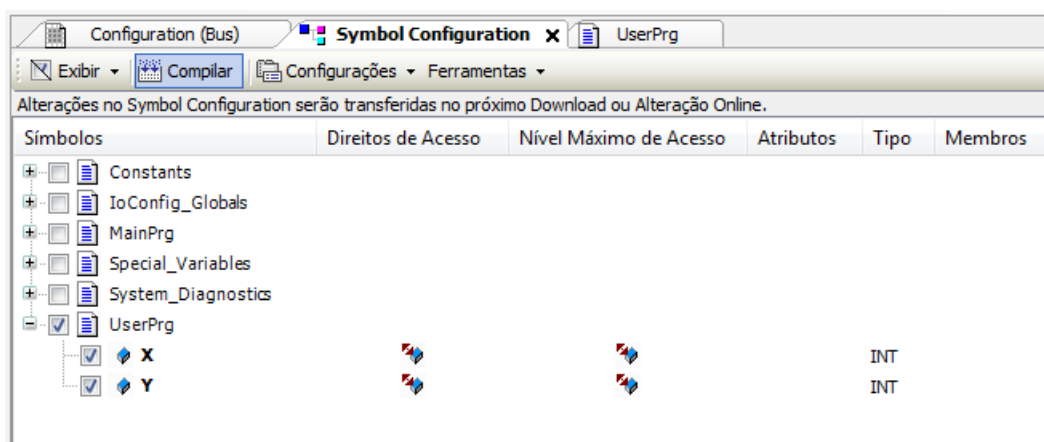 Configuration (Bus) Symbol Configuration x UserPrg
Exibir Compilar Configurações Ferramentas
Alterações no Symbol Configuration serão transferidas no próximo Download ou Alteração Online.
Símbolos Direitos de Acesso Nível Máximo de Acesso Atributos Tipo Membros
Constants
IoConfig_Globals
MainPrg
Special_Variables
System_Diagnostics
UserPrg
X INT
Y INT